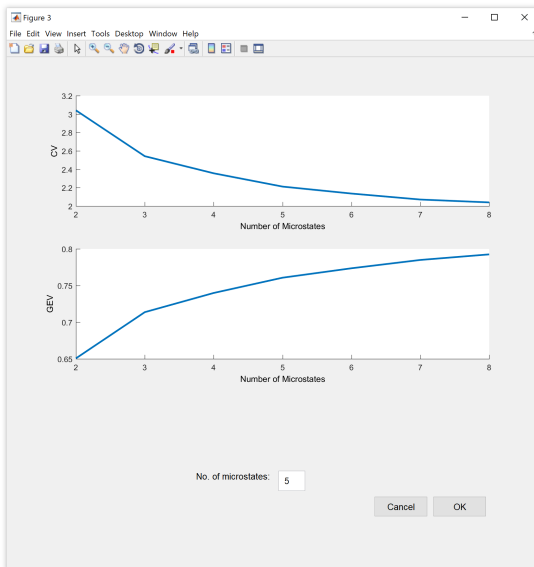 Figure 3
File Edit View Insert Tools Desktop Window Help
3.2
3
2.8
2.6
2.4
2.2
2
CV
2 3 4 5 6 7 8
Number of Microstates
0.8
0.75
0.7
0.65
GEV
2 3 4 5 6 7 8
Number of Microstates
No. of microstates: 5
Cancel OK